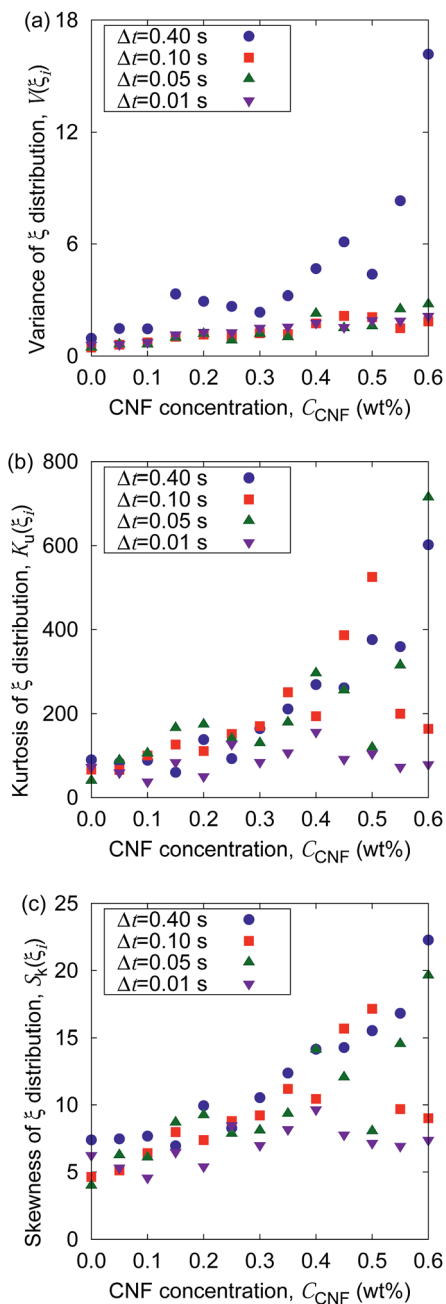 (a)
18
12
6
0
Variance of ξ distribution, V(ξi)
Δt=0.40 s
Δt=0.10 s
Δt=0.05 s
Δt=0.01 s
0.0 0.1 0.2 0.3 0.4 0.5 0.6
CNF concentration, CCNF (wt%)
(b)
800
600
400
200
0
Kurtosis of ξ distribution, Ku(ξi)
Δt=0.40 s
Δt=0.10 s
Δt=0.05 s
Δt=0.01 s
0.0 0.1 0.2 0.3 0.4 0.5 0.6
CNF concentration, CCNF (wt%)
(c)
25
20
15
10
5
0
Skewness of ξ distribution, Sk(ξi)
Δt=0.40 s
Δt=0.10 s
Δt=0.05 s
Δt=0.01 s
0.0 0.1 0.2 0.3 0.4 0.5 0.6
CNF concentration, CCNF (wt%)